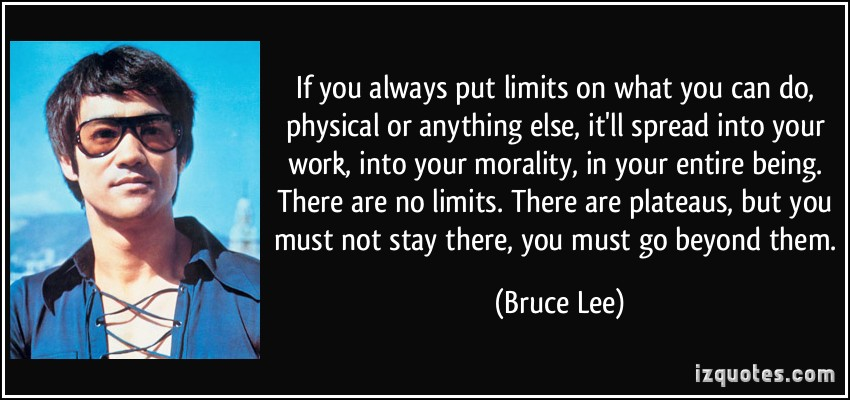 If you always put limits on what you can do,
physical or anything else, it'll spread into your
work, into your morality, in your entire being.
There are no limits. There are plateaus, but you
must not stay there, you must go beyond them.
(Bruce Lee)
izquotes.com